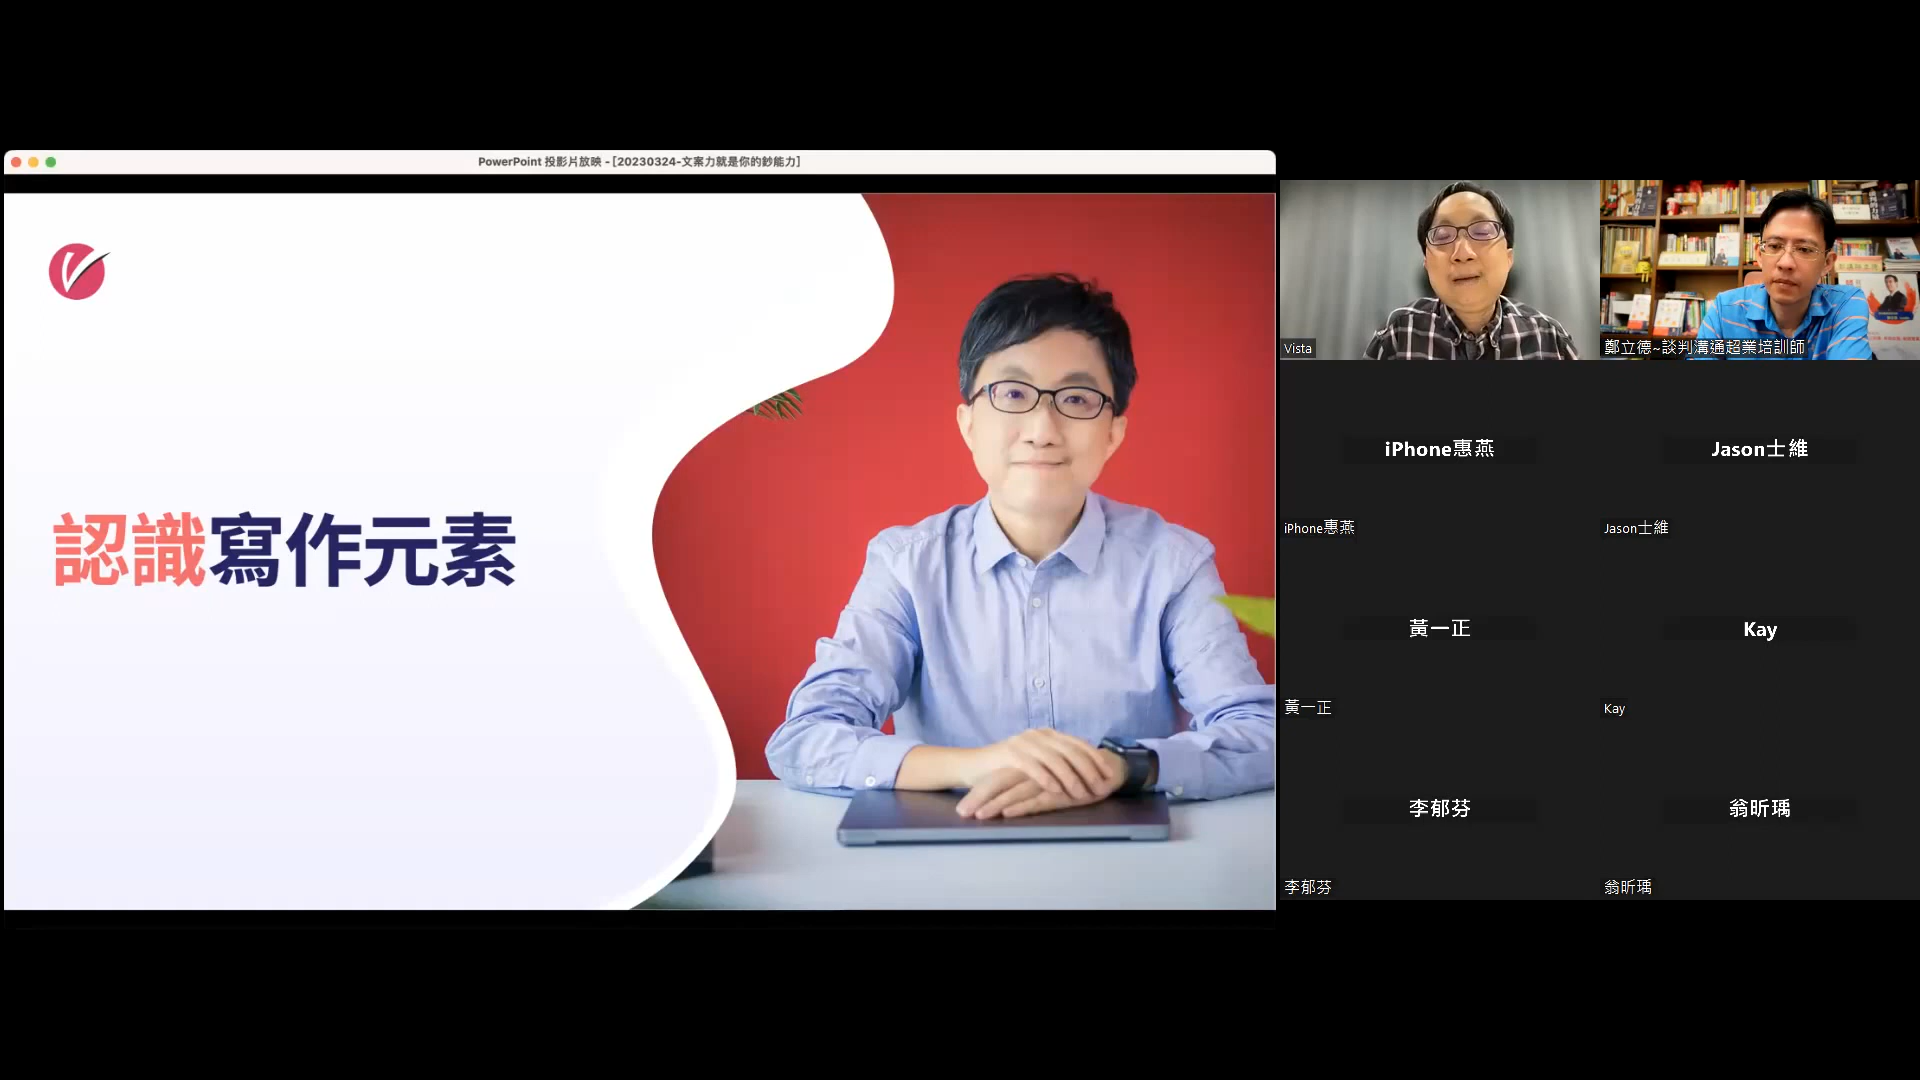 PowerPoint 投影片放映 - [20230324-文案力就是你的鈔能力]
認識寫作元素
Vista
鄭立德~談判溝通超業培訓師
iPhone惠燕
iPhone惠燕
Jason士維
Jason士維
黃一正
黃一正
Kay
Kay
李郁芬
李郁芬
翁昕瑀
翁昕瑀